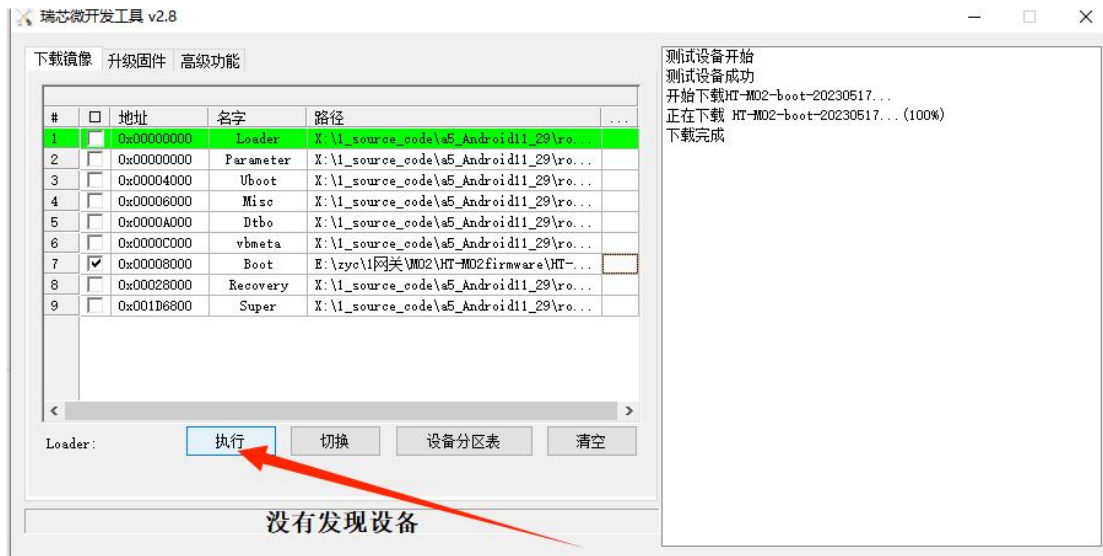 瑞芯微开发工具 v2.8
下载镜像 升级固件 高级功能
# 地址 名字 路径 ...
1 0x00000000 Loader X:\1_source_code\a5_Android11_29\ro...
2 0x00000000 Parameter X:\1_source_code\a5_Android11_29\ro...
3 0x00004000 Uboot X:\1_source_code\a5_Android11_29\ro...
4 0x00006000 Misc X:\1_source_code\a5_Android11_29\ro...
5 0x0000A000 Dtbo X:\1_source_code\a5_Android11_29\ro...
6 0x0000C000 vbmeta X:\1_source_code\a5_Android11_29\ro...
7 0x00008000 Boot E:\zyc\1网关\M02\HT-M02firmware\HT-...
8 0x00028000 Recovery X:\1_source_code\a5_Android11_29\ro...
9 0x001D6800 Super X:\1_source_code\a5_Android11_29\ro...
Loader: 执行 切换 设备分区表 清空
没有发现设备
测试设备开始
测试设备成功
开始下载HT-M02-boot-20230517...
正在下载 HT-M02-boot-20230517...(100%)
下载完成